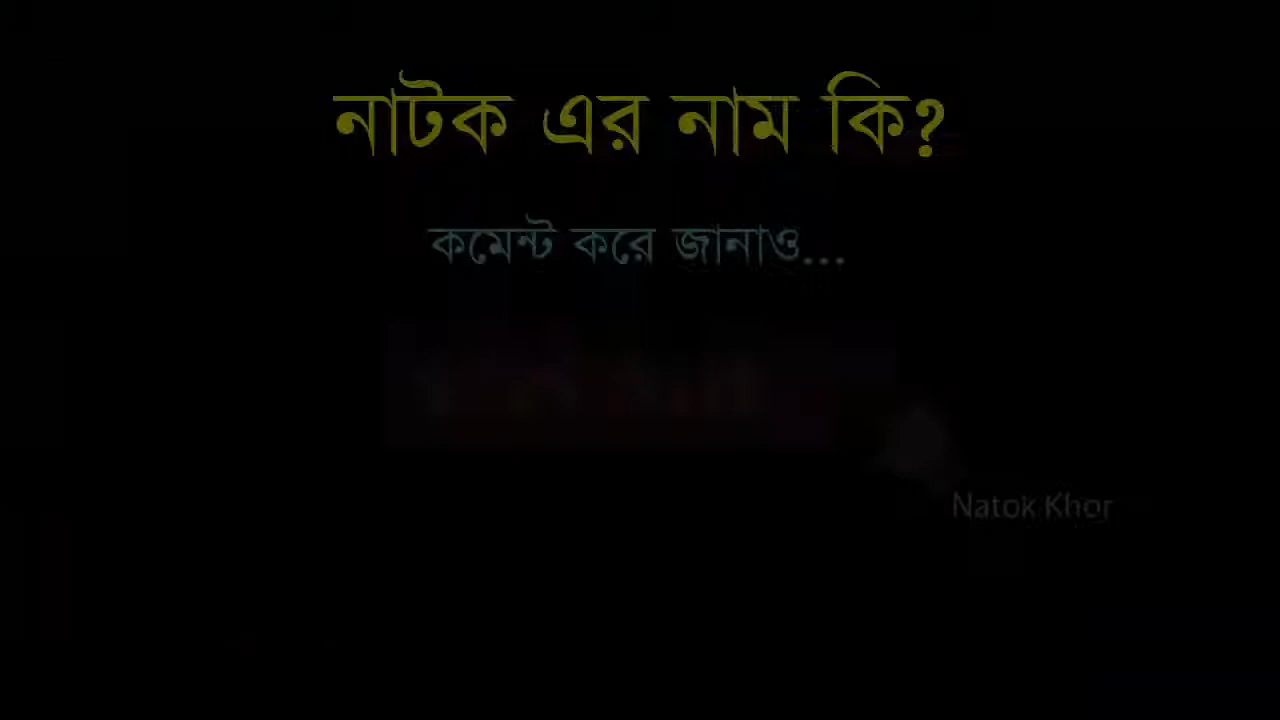 নাটক এর নাম কি?
কমেন্ট করে জানাও...
Natok Khor